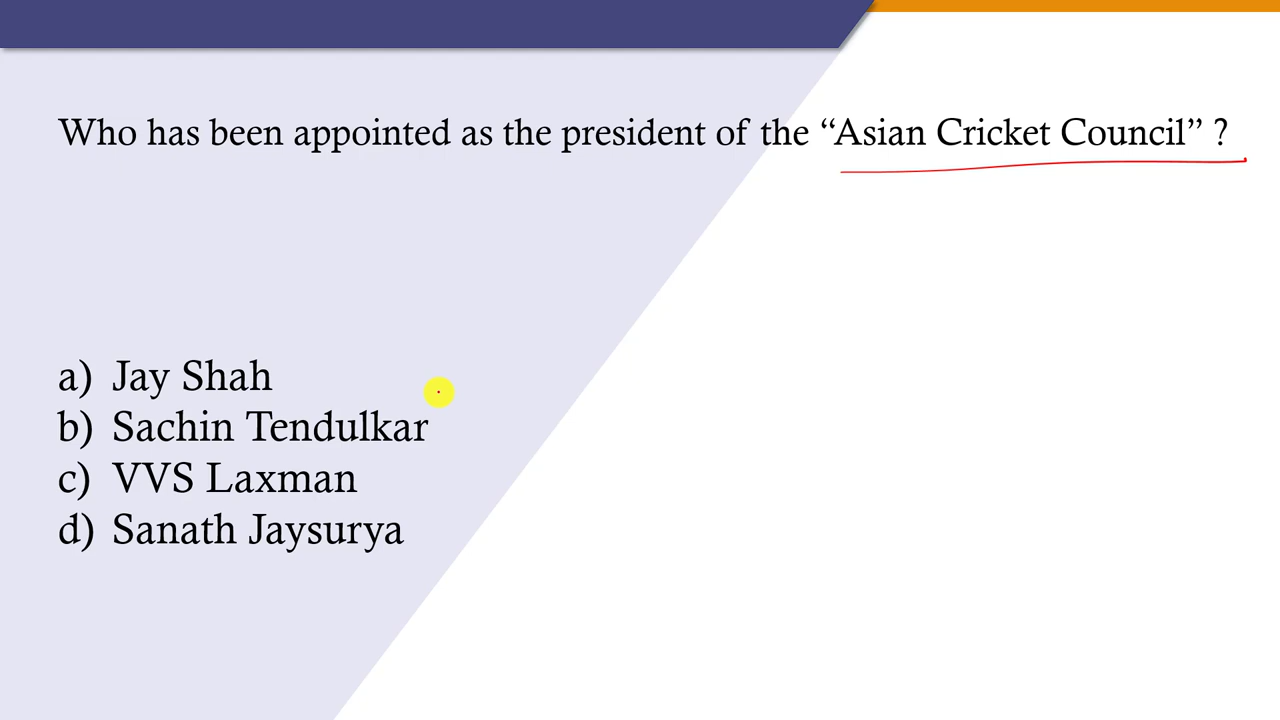 Who has been appointed as the president of the “Asian Cricket Council” ?
a) Jay Shah
b) Sachin Tendulkar
c) VVS Laxman
d) Sanath Jaysurya